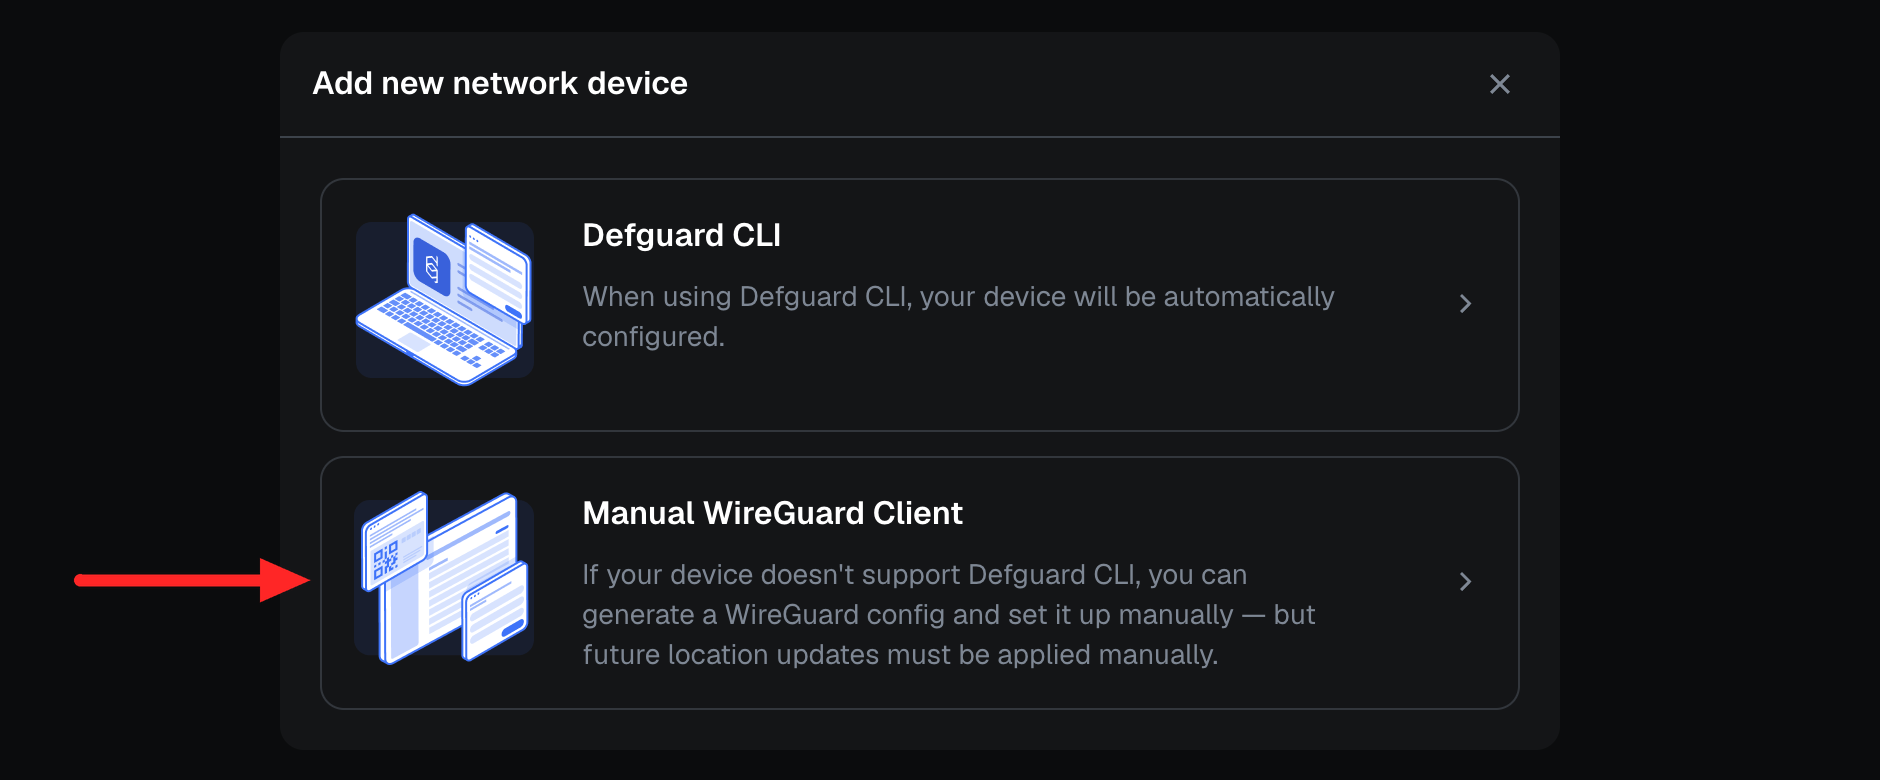 Add new network device
Defguard CLI
When using Defguard CLI, your device will be automatically
configured.
Manual WireGuard Client
If your device doesn't support Defguard CLI, you can
generate a WireGuard config and set it up manually — but
future location updates must be applied manually.